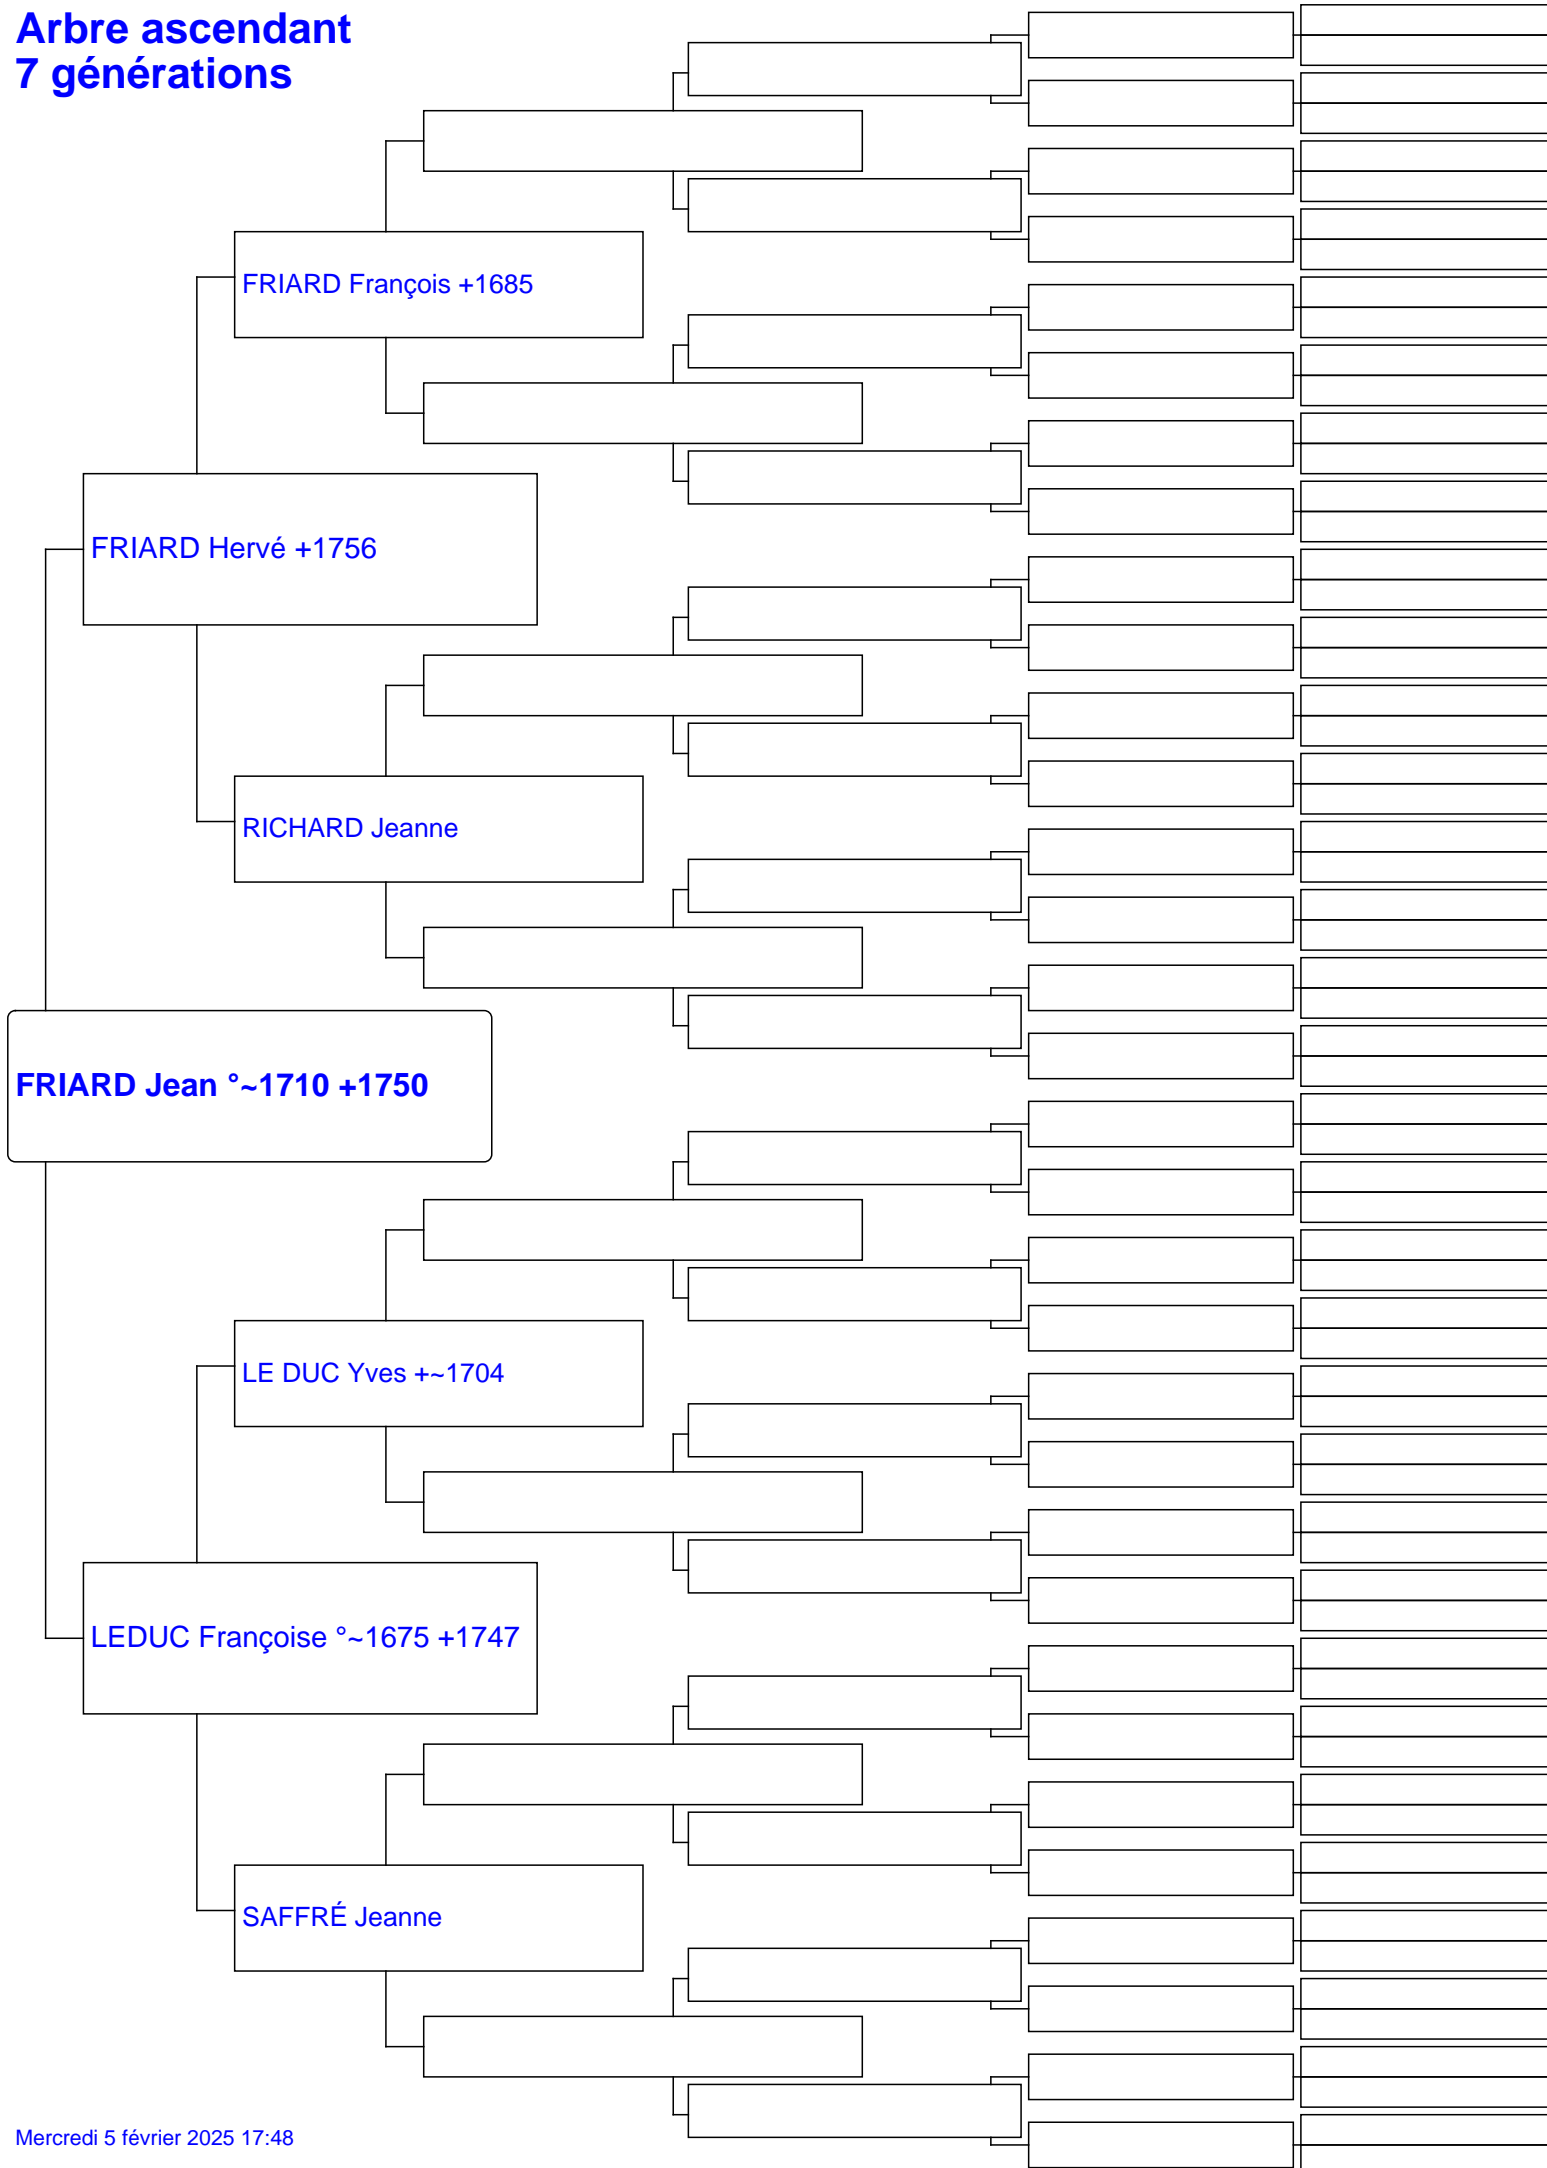 Arbre ascendant
7 générations
FRIARD François +1685
FRIARD Hervé +1756
RICHARD Jeanne
FRIARD Jean °~1710 +1750
LE DUC Yves +~1704
LEDUC Françoise °~1675 +1747
SAFFRÉ Jeanne
Mercredi 5 février 2025 17:48